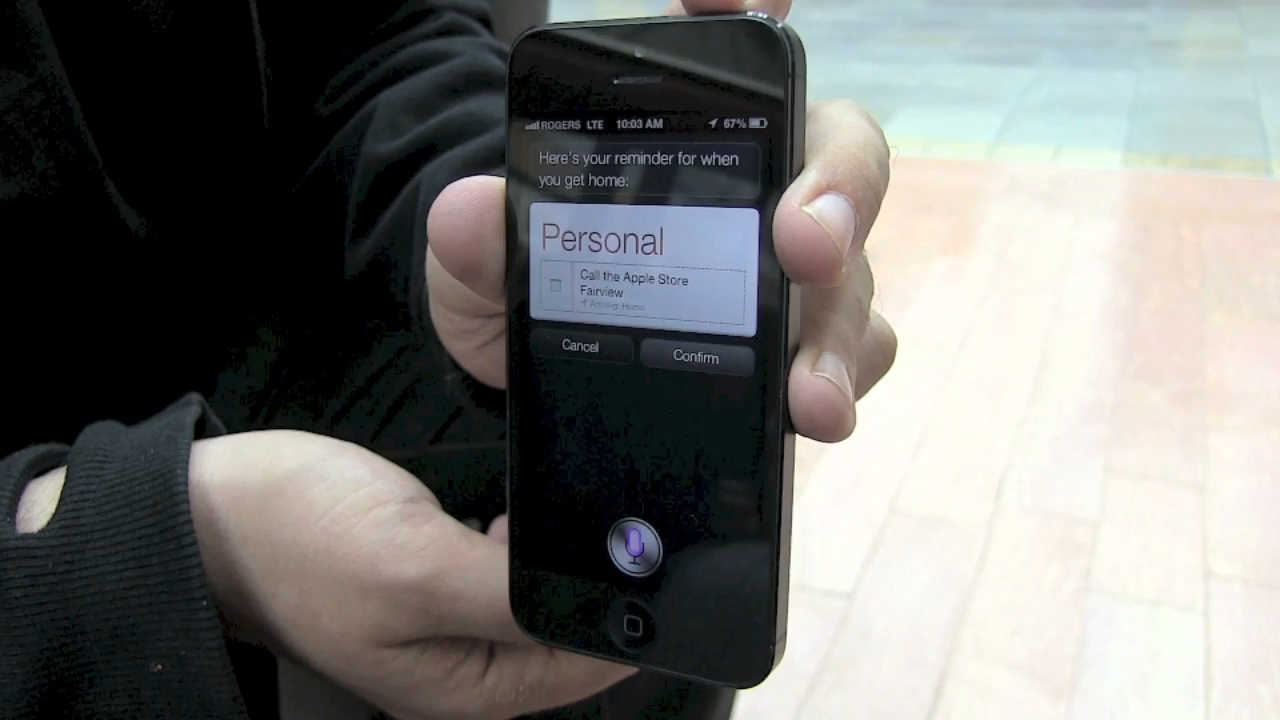 ROGERS LTE 10:03 AM 67%
Here's your reminder for when
you get home:
Personal
Call the Apple Store
Fairview
Arriving: Home
Cancel Confirm